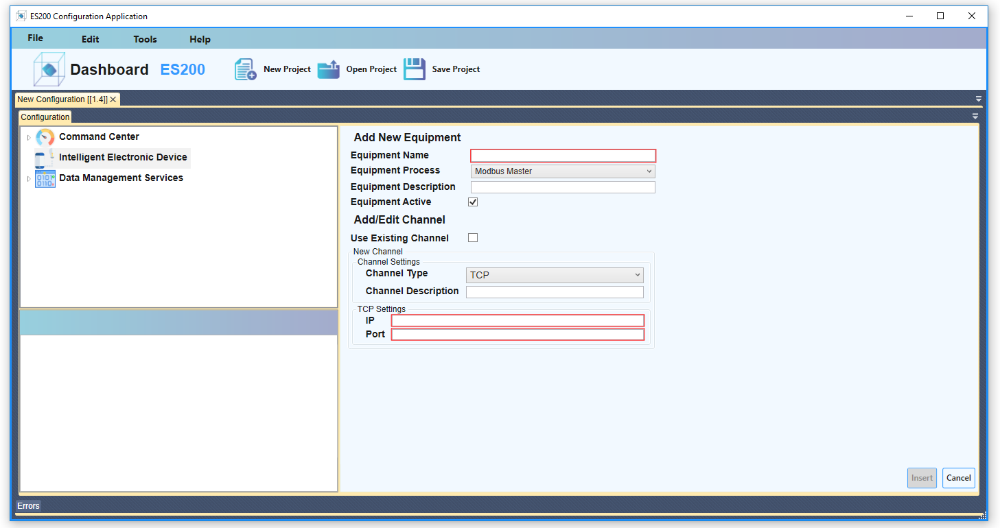 ES200 Configuration Application
File Edit Tools Help
Dashboard ES200 New Project Open Project Save Project
New Configuration [[1.4]]
Configuration
Command Center
Intelligent Electronic Device
Data Management Services
Add New Equipment
Equipment Name
Equipment Process Modbus Master
Equipment Description
Equipment Active
Add/Edit Channel
Use Existing Channel
New Channel
Channel Settings
Channel Type TCP
Channel Description
TCP Settings
IP
Port
Insert Cancel
Errors